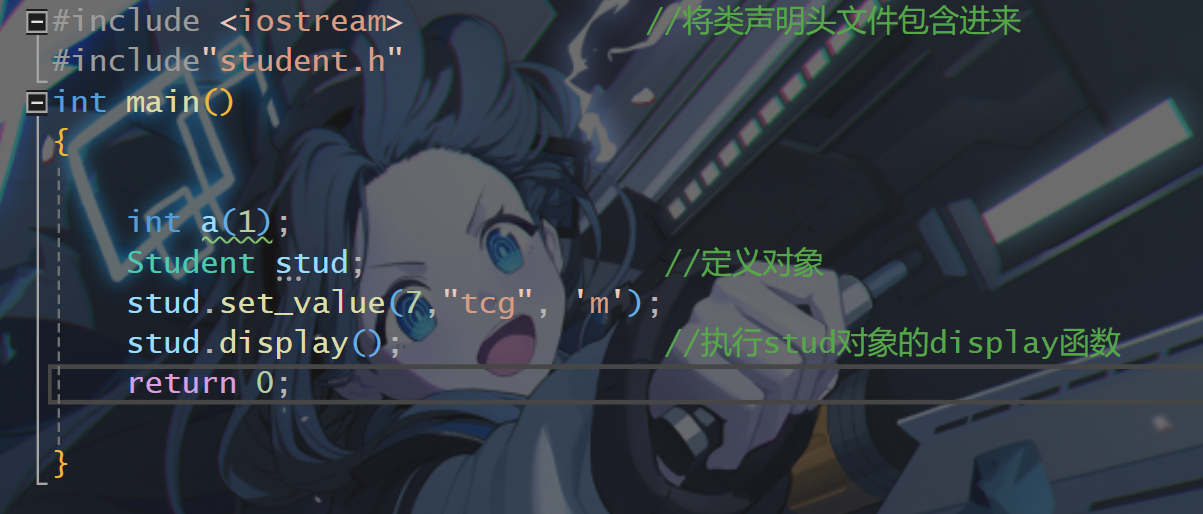 #include <iostream> //将类声明头文件包含进来
#include"student.h"
int main()
{
int a(1);
Student stud; //定义对象
stud.set_value(7,"tcg", 'm');
stud.display(); //执行stud对象的display函数
return 0;
}